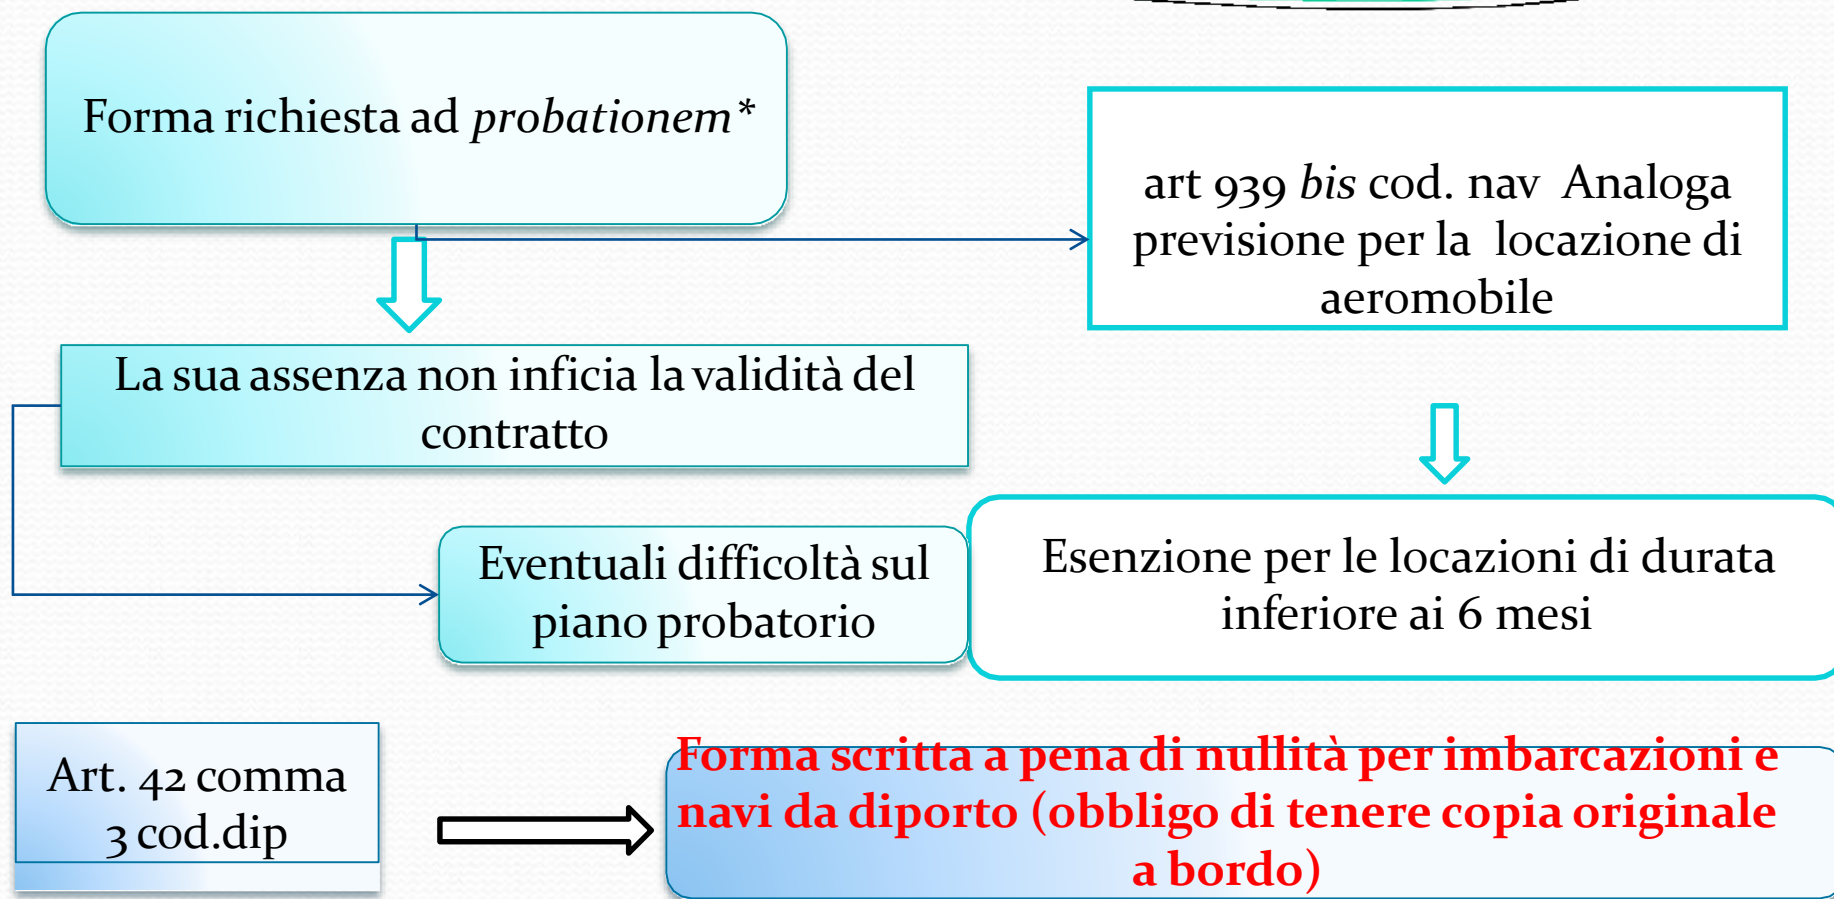 Forma richiesta ad probationem*
art 939 bis cod. nav Analoga
previsione per la locazione di
aeromobile
La sua assenza non inficia la validità del
contratto
Eventuali difficoltà sul
piano probatorio
Esenzione per le locazioni di durata
inferiore ai 6 mesi
Art. 42 comma
3 cod.dip
Forma scritta a pena di nullità per imbarcazioni e
navi da diporto (obbligo di tenere copia originale
a bordo)